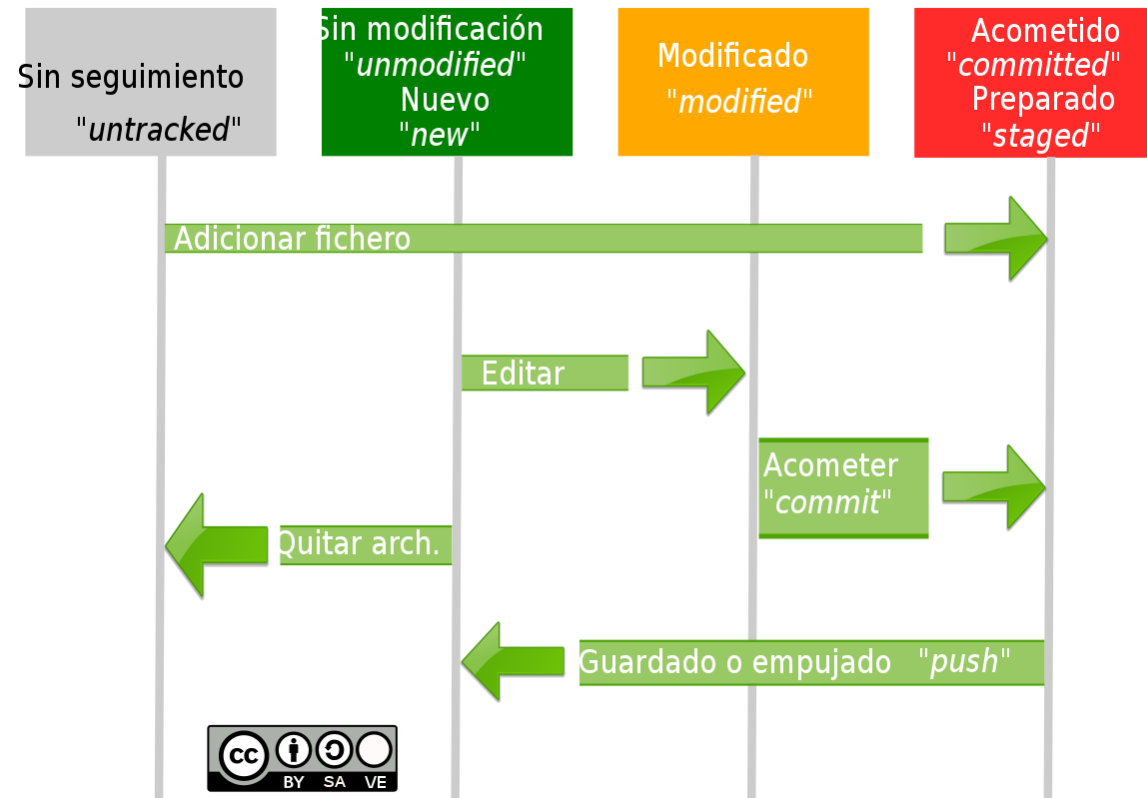 Sin seguimiento
"untracked"
Sin modificación
"unmodified"
Nuevo
"new"
Modificado
"modified"
Acometido
"committed"
Preparado
"staged"
Adicionar fichero
Editar
Acometer
"commit"
Quitar arch.
Guardado o empujado "push"
cc
BY SA VE